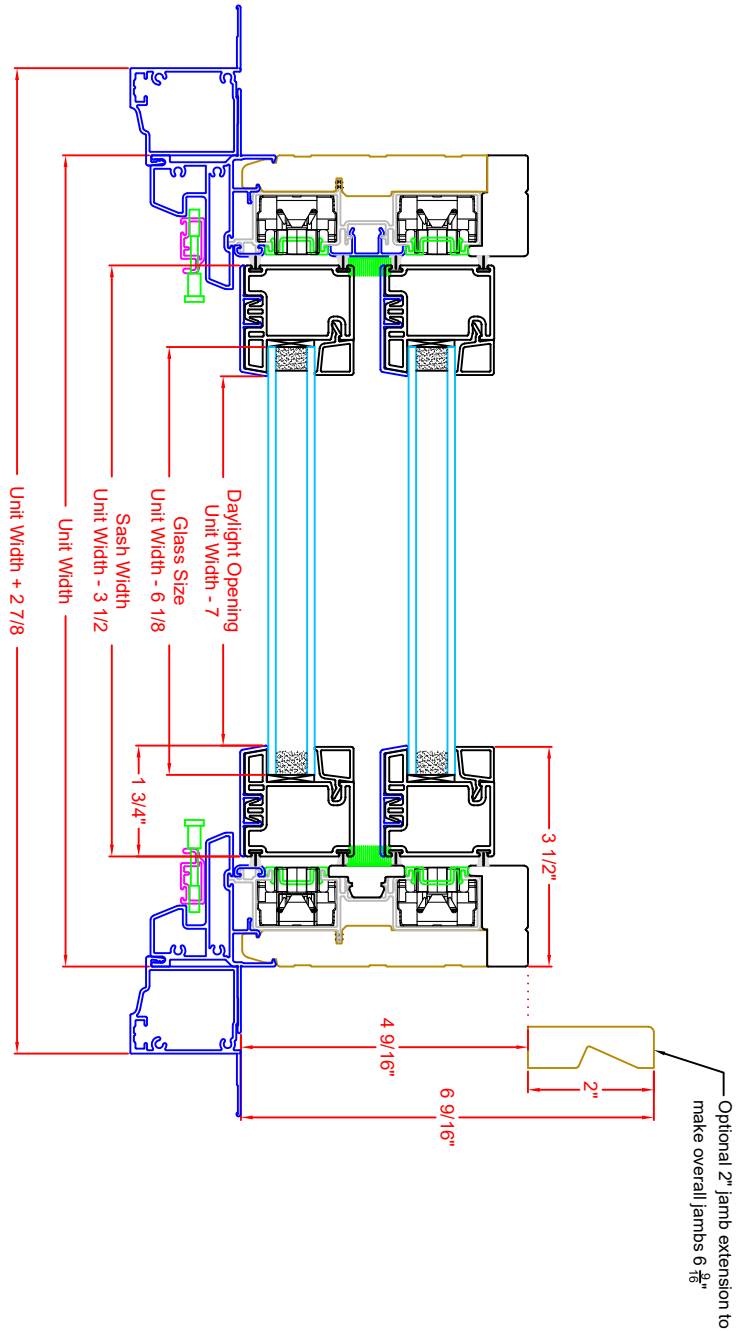 Optional 2" jamb extension to
make overall jambs 6 9/16"
3 1/2"
2"
4 9/16"
6 9/16"
1 3/4"
Daylight Opening
Unit Width - 7
Glass Size
Unit Width - 6 1/8
Sash Width
Unit Width - 3 1/2
Unit Width
Unit Width + 2 7/8